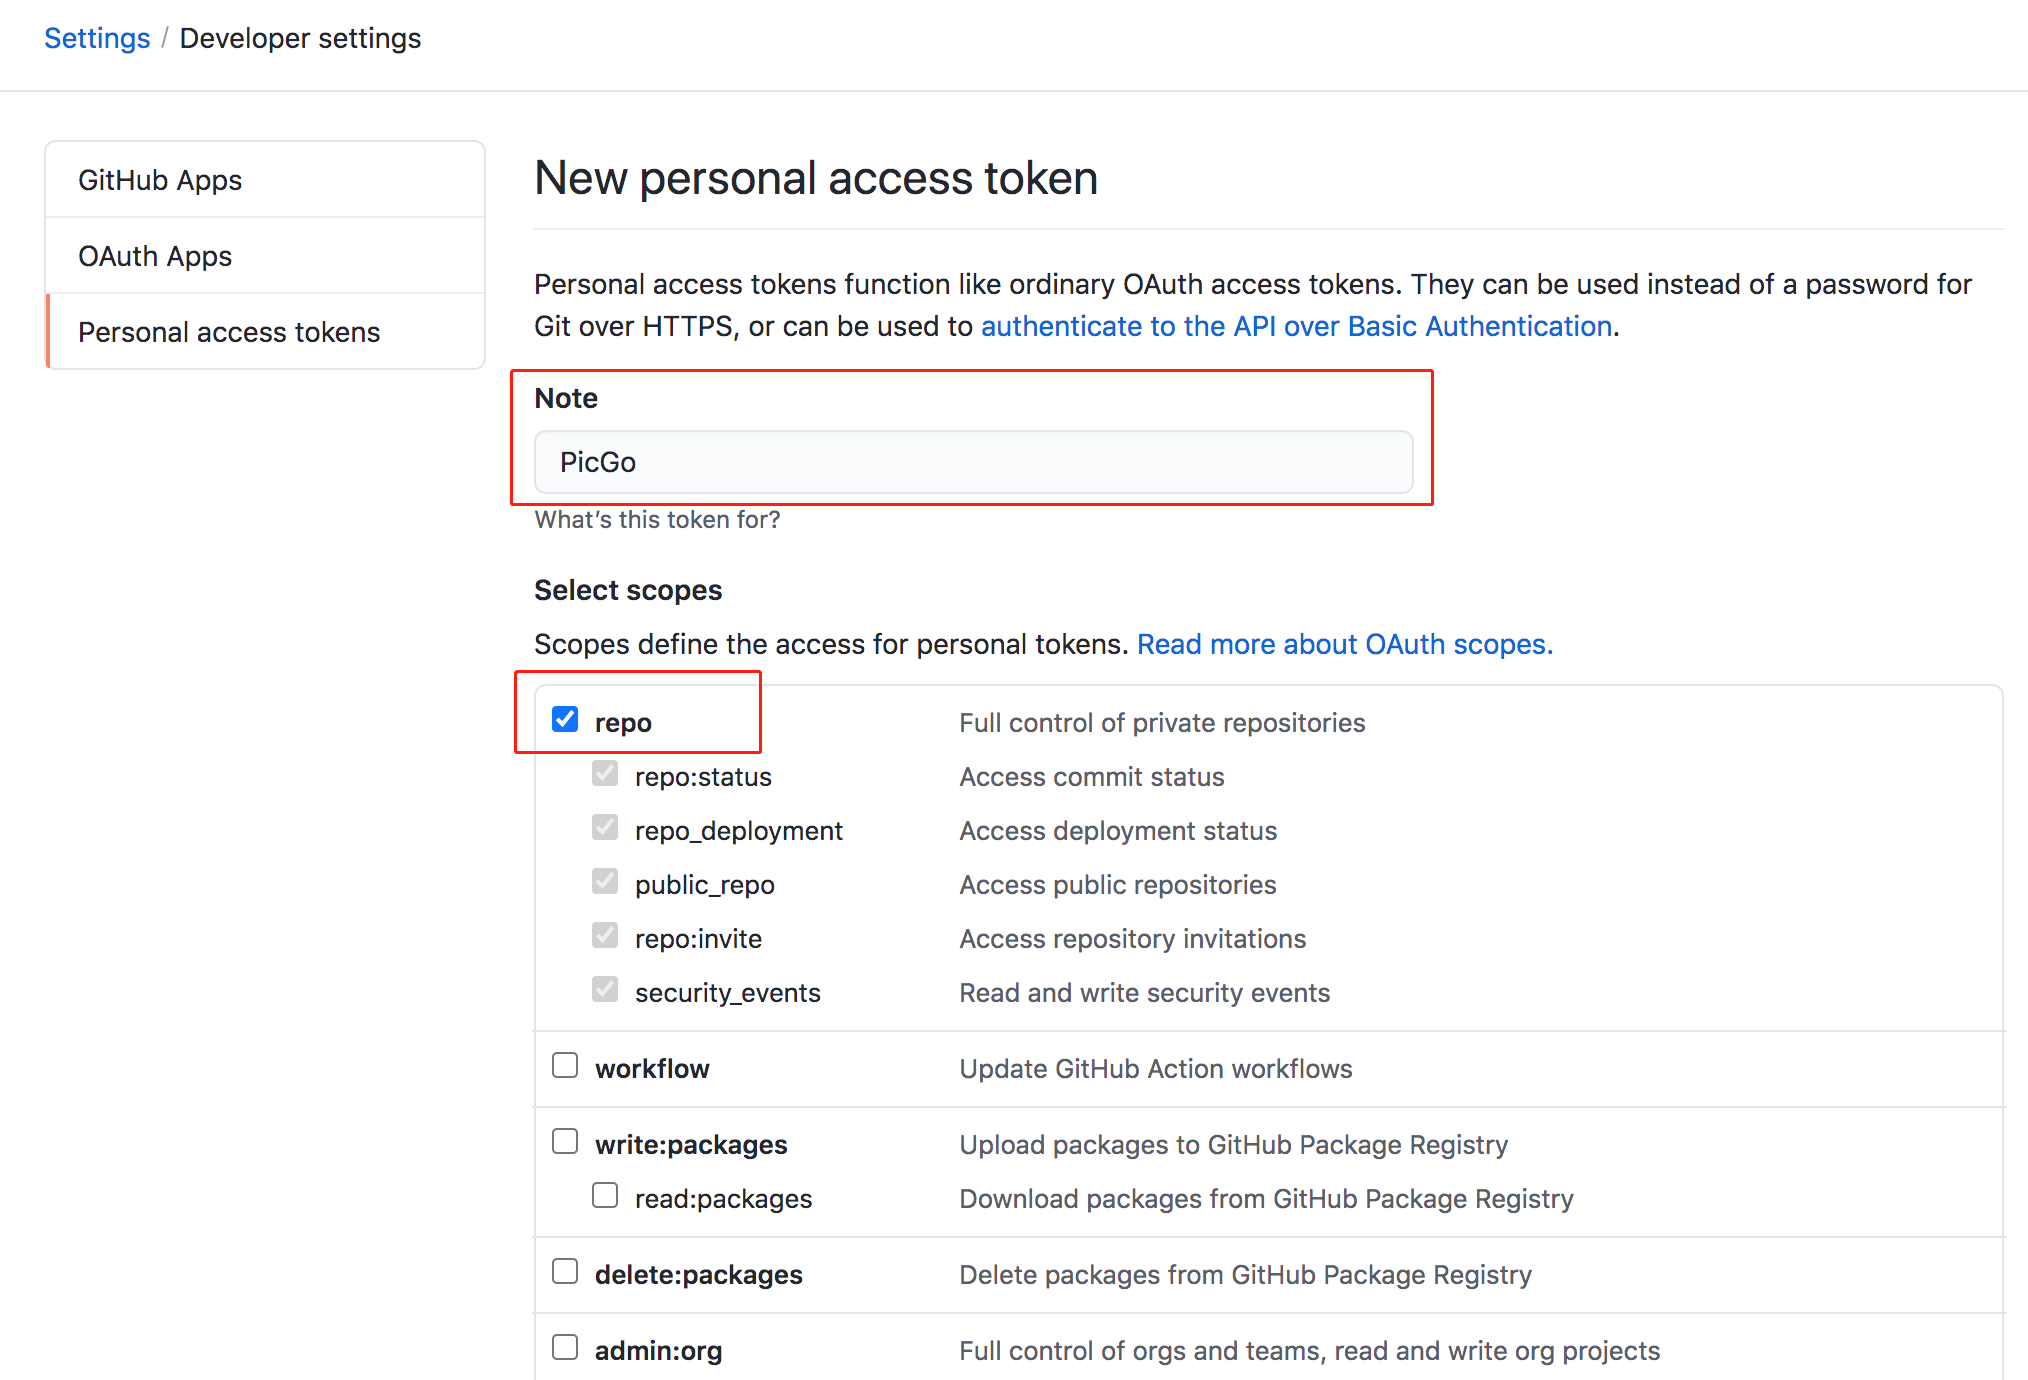 Settings / Developer settings
GitHub Apps
OAuth Apps
Personal access tokens
New personal access token
Personal access tokens function like ordinary OAuth access tokens. They can be used instead of a password for
Git over HTTPS, or can be used to authenticate to the API over Basic Authentication.
Note
PicGo
What's this token for?
Select scopes
Scopes define the access for personal tokens. Read more about OAuth scopes.
repo Full control of private repositories
repo:status Access commit status
repo_deployment Access deployment status
public_repo Access public repositories
repo:invite Access repository invitations
security_events Read and write security events
workflow Update GitHub Action workflows
write:packages Upload packages to GitHub Package Registry
read:packages Download packages from GitHub Package Registry
delete:packages Delete packages from GitHub Package Registry
admin:org Full control of orgs and teams, read and write org projects